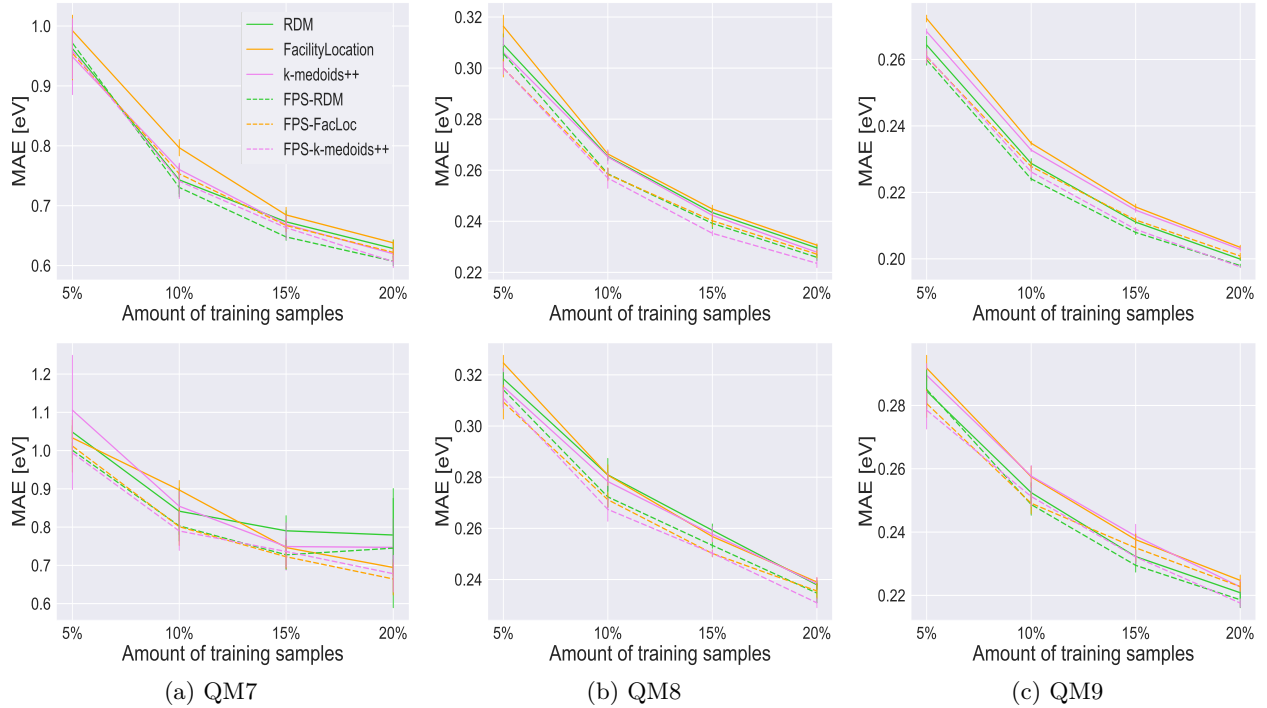 MAE [eV]
1.0
0.9
0.8
0.7
0.6
RDM
FacilityLocation
k-medoids++
FPS-RDM
FPS-FacLoc
FPS-k-medoids++
5% 10% 15% 20%
Amount of training samples
MAE [eV]
0.32
0.30
0.28
0.26
0.24
0.22
5% 10% 15% 20%
Amount of training samples
MAE [eV]
0.26
0.24
0.22
0.20
5% 10% 15% 20%
Amount of training samples
MAE [eV]
1.2
1.1
1.0
0.9
0.8
0.7
0.6
5% 10% 15% 20%
Amount of training samples
MAE [eV]
0.32
0.30
0.28
0.26
0.24
5% 10% 15% 20%
Amount of training samples
MAE [eV]
0.28
0.26
0.24
0.22
5% 10% 15% 20%
Amount of training samples
(a) QM7
(b) QM8
(c) QM9